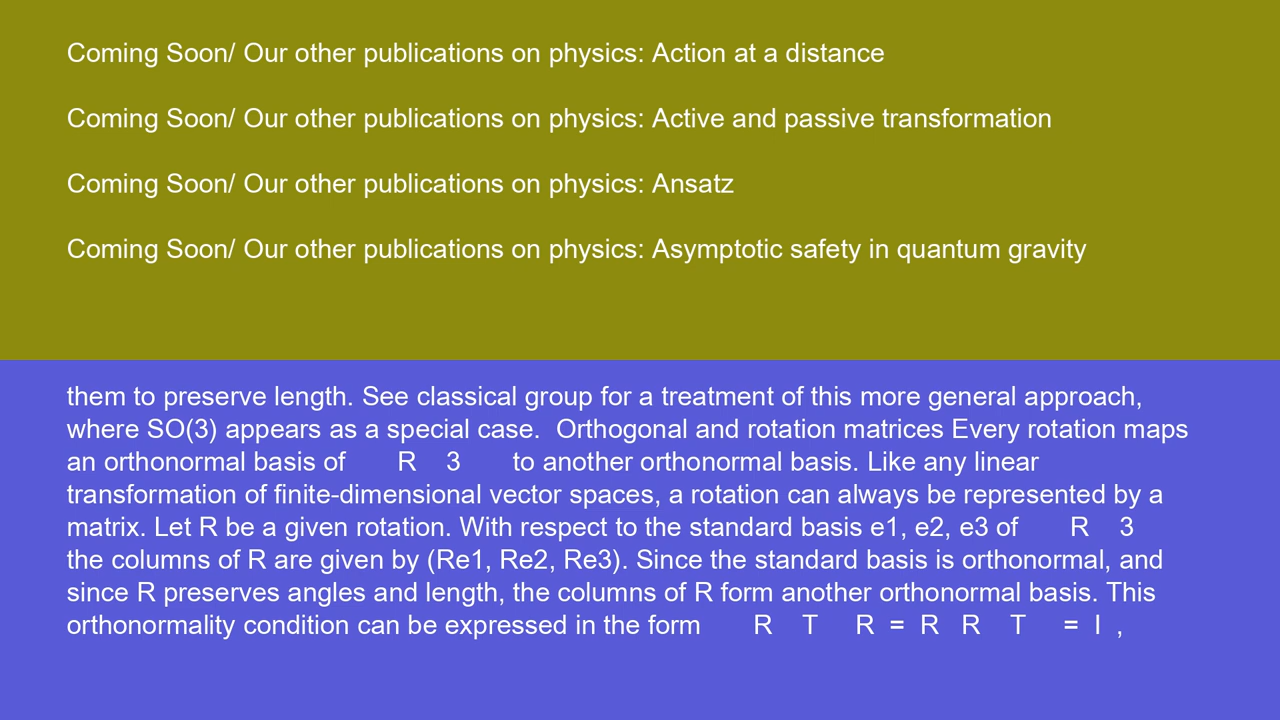 Coming Soon/ Our other publications on physics: Action at a distance
Coming Soon/ Our other publications on physics: Active and passive transformation
Coming Soon/ Our other publications on physics: Ansatz
Coming Soon/ Our other publications on physics: Asymptotic safety in quantum gravity
them to preserve length. See classical group for a treatment of this more general approach,
where SO(3) appears as a special case.  Orthogonal and rotation matrices Every rotation maps
an orthonormal basis of R 3 to another orthonormal basis. Like any linear
transformation of finite-dimensional vector spaces, a rotation can always be represented by a
matrix. Let R be a given rotation. With respect to the standard basis e1, e2, e3 of R 3
the columns of R are given by (Re1, Re2, Re3). Since the standard basis is orthonormal, and
since R preserves angles and length, the columns of R form another orthonormal basis. This
orthonormality condition can be expressed in the form R T R = R R T = I ,